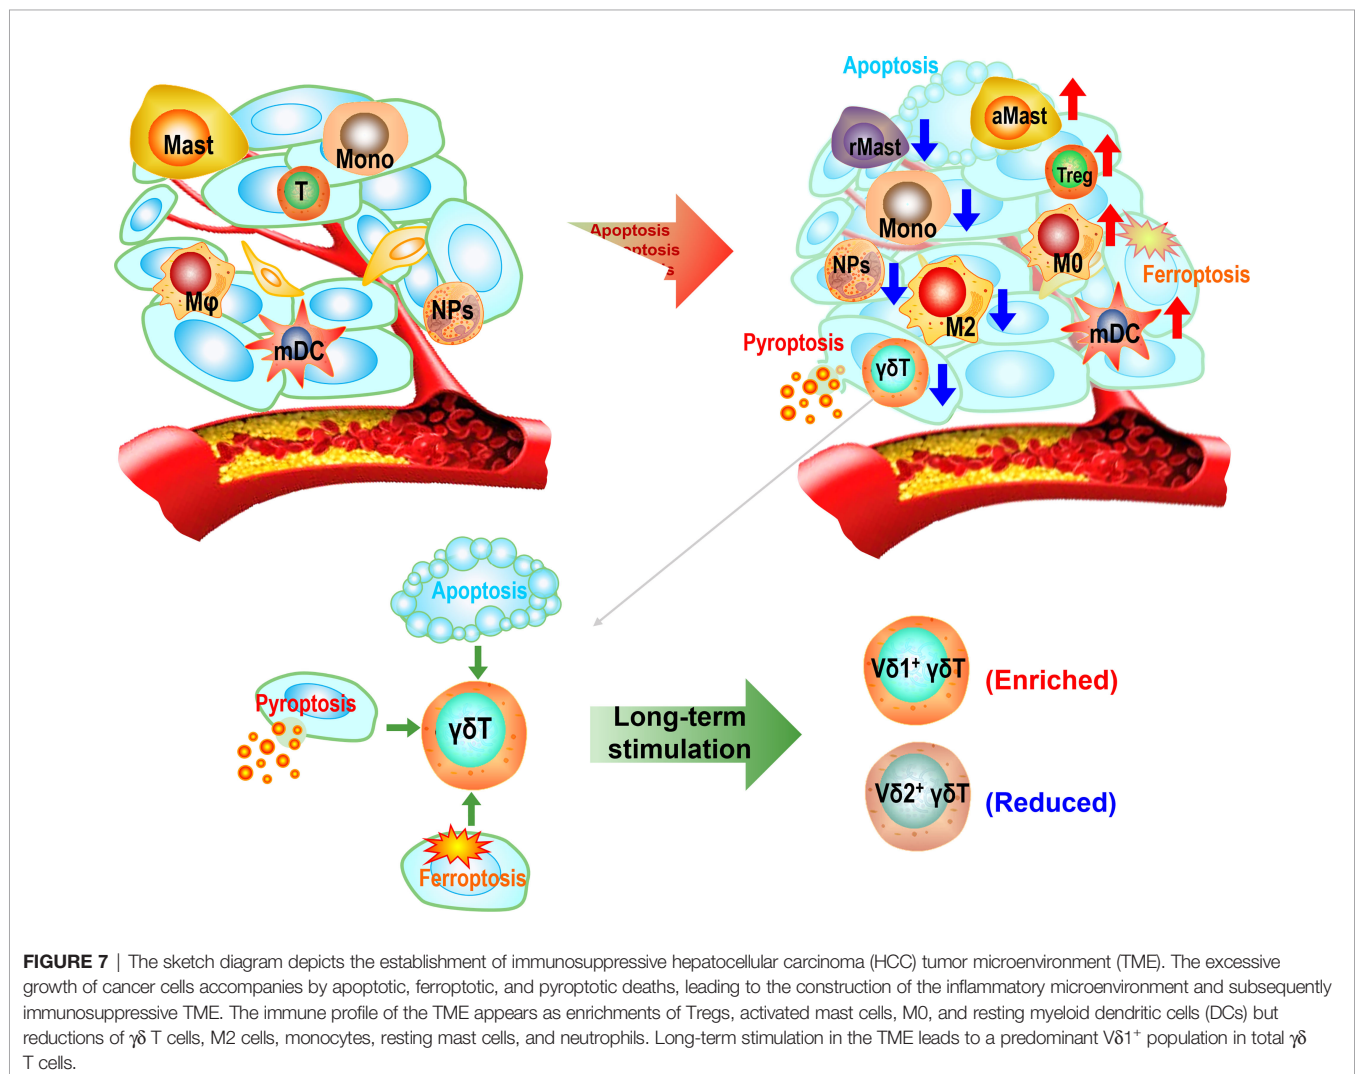 Mast
Mono
T
Mφ
NPs
mDC
Apoptosis
optosis
s
Apoptosis
aMast
rMast
Treg
Mono
M0
NPs
Ferroptosis
M2
mDC
Pyroptosis
γδT
Apoptosis
Pyroptosis
γδT
Ferroptosis
Long-term
stimulation
Vδ1⁺ γδT
(Enriched)
Vδ2⁺ γδT
(Reduced)
FIGURE 7 | The sketch diagram depicts the establishment of immunosuppressive hepatocellular carcinoma (HCC) tumor microenvironment (TME). The excessive
growth of cancer cells accompanies by apoptotic, ferroptotic, and pyroptotic deaths, leading to the construction of the inflammatory microenvironment and subsequently
immunosuppressive TME. The immune profile of the TME appears as enrichments of Tregs, activated mast cells, M0, and resting myeloid dendritic cells (DCs) but
reductions of γδ T cells, M2 cells, monocytes, resting mast cells, and neutrophils. Long-term stimulation in the TME leads to a predominant Vδ1⁺ population in total γδ
T cells.